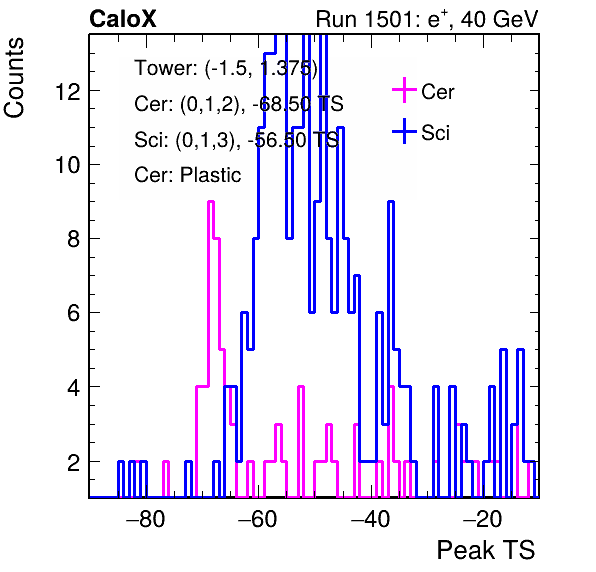 CaloX Run 1501: e⁺, 40 GeV
Counts
Tower: (-1.5, 1.375)
Cer: (0,1,2), -68.50 TS
Sci: (0,1,3), -56.50 TS
Cer: Plastic
Cer
Sci
12
10
8
6
4
2
−80 −60 −40 −20
Peak TS